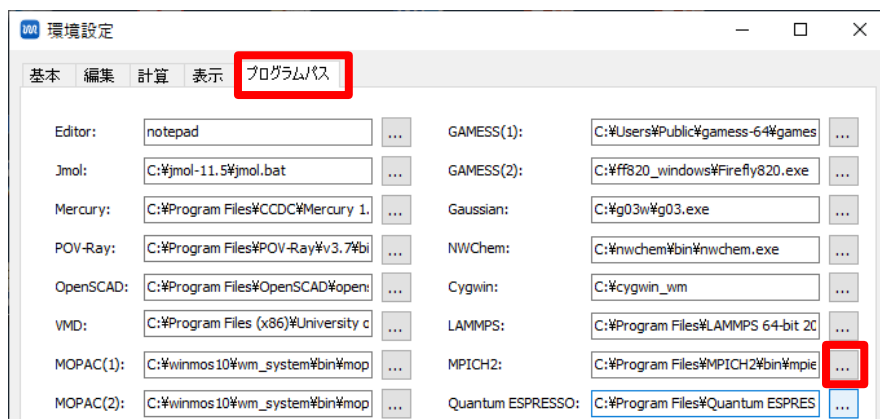 環境設定
基本 編集 計算 表示 プログラムパス
Editor: notepad ... GAMESS(1): C:¥Users¥Public¥gamess-64¥games ...
Jmol: C:¥jmol-11.5¥jmol.bat ... GAMESS(2): C:¥ff820_windows¥Firefly820.exe ...
Mercury: C:¥Program Files¥CCDC¥Mercury 1. ... Gaussian: C:¥g03w¥g03.exe ...
POV-Ray: C:¥Program Files¥POV-Ray¥v3.7¥bi ... NWChem: C:¥nwchem¥bin¥nwchem.exe ...
OpenSCAD: C:¥Program Files¥OpenSCAD¥opens ... Cygwin: C:¥cygwin_wm ...
VMD: C:¥Program Files (x86)¥University o ... LAMMPS: C:¥Program Files¥LAMMPS 64-bit 20 ...
MOPAC(1): C:¥winmos10¥wm_system¥bin¥mop ... MPICH2: C:¥Program Files¥MPICH2¥bin¥mpie ...
MOPAC(2): C:¥winmos10¥wm_system¥bin¥mop ... Quantum ESPRESSO: C:¥Program Files¥Quantum ESPRES ...